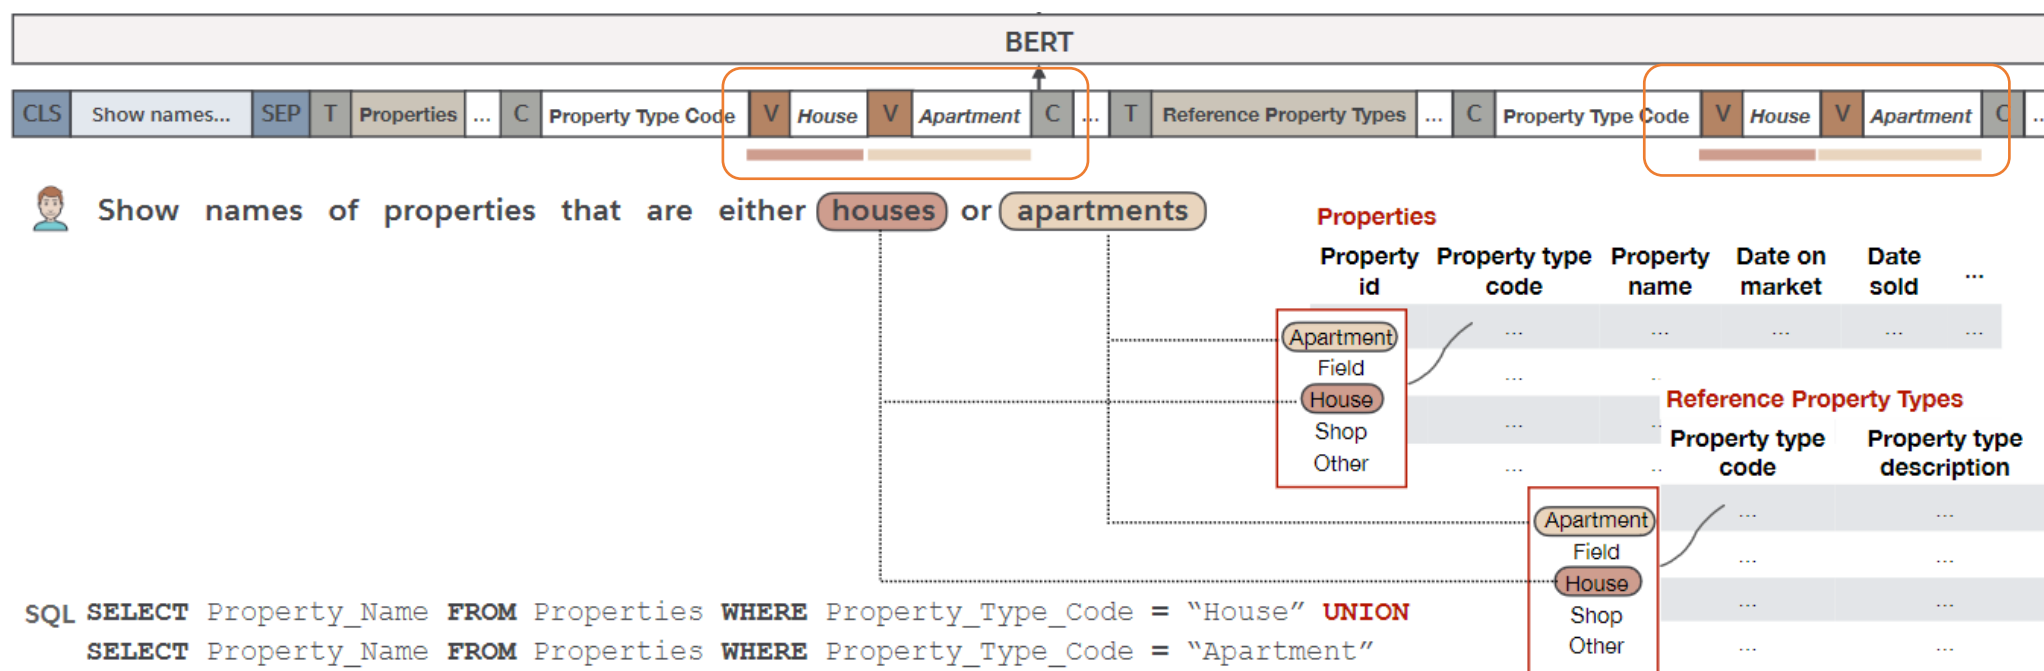 BERT
CLS Show names... SEP T Properties ... C Property Type Code V House V Apartment C ... T Reference Property Types ... C Property Type Code V House V Apartment C ...
Show names of properties that are either houses or apartments
Properties
Property id Property type code Property name Date on market Date sold ...
... ... ... ... ...
Apartment
Field
House
Shop
Other
... ..
... ..
... ..
Reference Property Types
Property type code Property type description
... ...
... ...
... ...
... ...
Apartment
Field
House
Shop
Other
SQL SELECT Property_Name FROM Properties WHERE Property_Type_Code = “House” UNION
SELECT Property_Name FROM Properties WHERE Property_Type_Code = “Apartment”